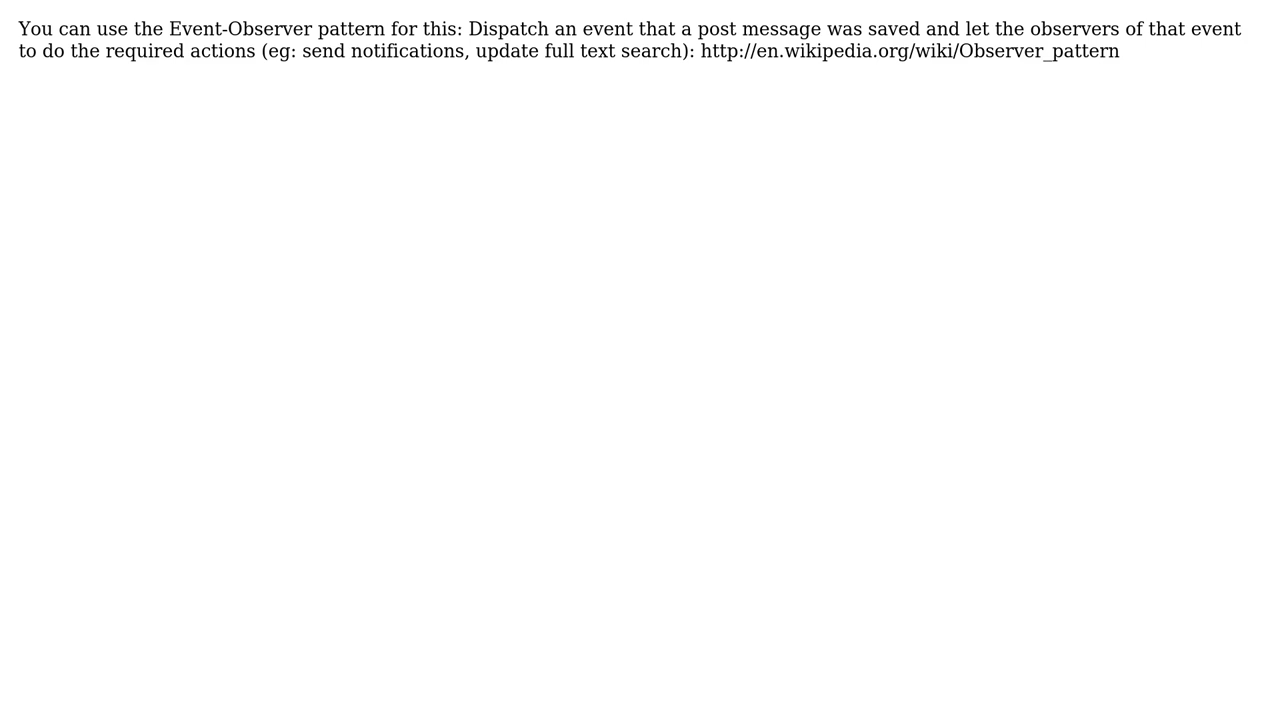 You can use the Event-Observer pattern for this: Dispatch an event that a post message was saved and let the observers of that event
to do the required actions (eg: send notifications, update full text search): http://en.wikipedia.org/wiki/Observer_pattern